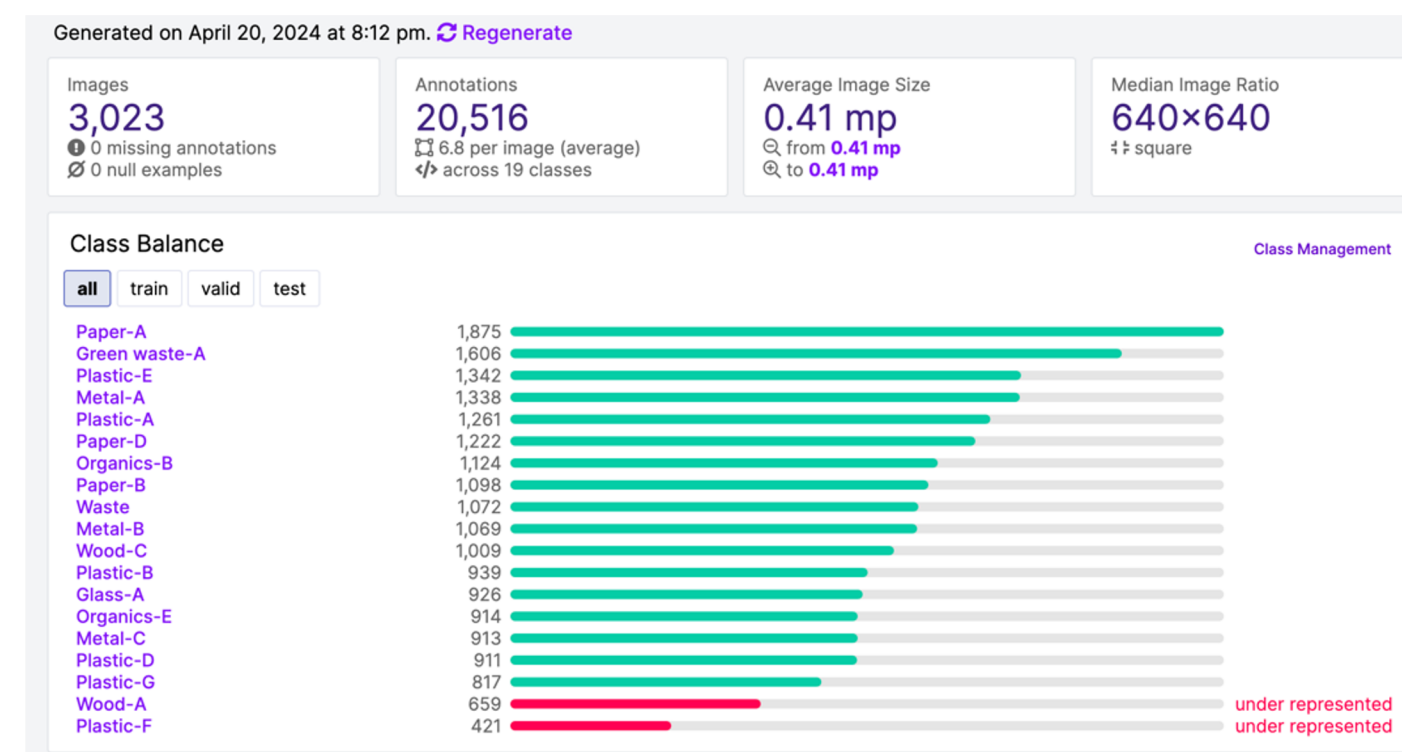 Generated on April 20, 2024 at 8:12 pm. Regenerate
Images
3,023
0 missing annotations
0 null examples
Annotations
20,516
6.8 per image (average)
</> across 19 classes
Average Image Size
0.41 mp
from 0.41 mp
to 0.41 mp
Median Image Ratio
640×640
square
Class Balance
Class Management
all train valid test
Paper-A 1,875
Green waste-A 1,606
Plastic-E 1,342
Metal-A 1,338
Plastic-A 1,261
Paper-D 1,222
Organics-B 1,124
Paper-B 1,098
Waste 1,072
Metal-B 1,069
Wood-C 1,009
Plastic-B 939
Glass-A 926
Organics-E 914
Metal-C 913
Plastic-D 911
Plastic-G 817
Wood-A 659 under represented
Plastic-F 421 under represented